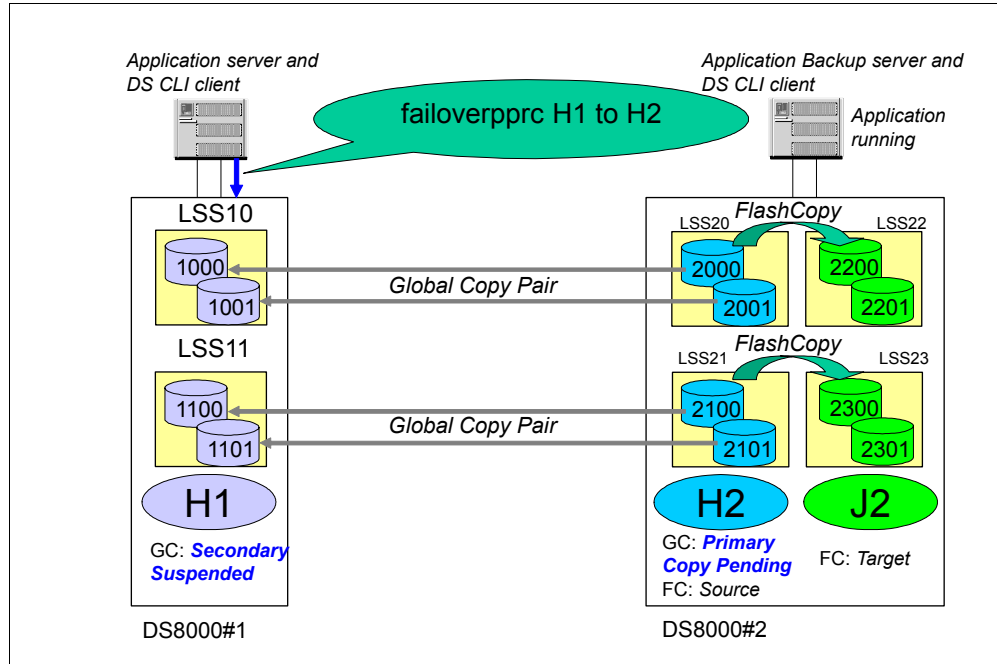 Application server and
DS CLI client
failoverpprc H1 to H2
Application Backup server and
DS CLI client
Application
running
LSS10
1000
1001
Global Copy Pair
LSS20
FlashCopy
LSS22
2000
2001
2200
2201
LSS11
1100
1101
Global Copy Pair
LSS21
FlashCopy
LSS23
2100
2101
2300
2301
H1
H2
J2
GC: Secondary
Suspended
GC: Primary
Copy Pending
FC: Source
FC: Target
DS8000#1
DS8000#2